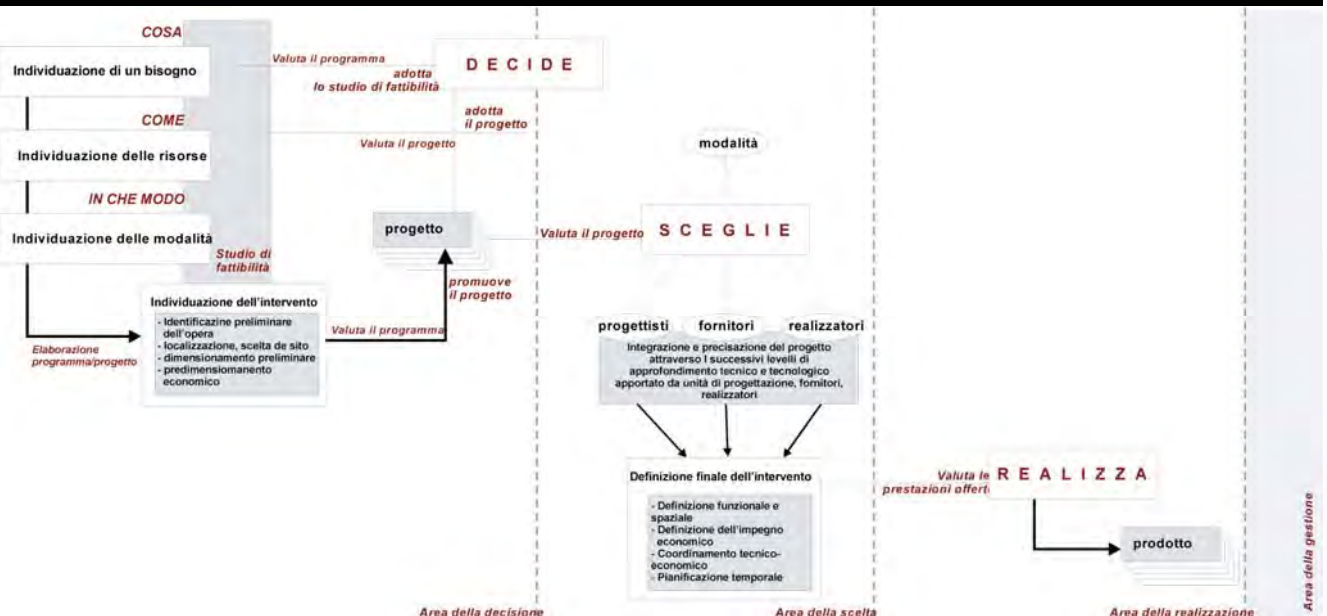 COSA
Individuazione di un bisogno
COME
Individuazione delle risorse
IN CHE MODO
Individuazione delle modalità
Studio di
fattibilità
Elaborazione
programma/progetto
Individuazione dell'intervento
- Identificazine preliminare
dell'opera
- localizzazione, scelta de sito
- dimensionamento preliminare
- predimensiomanento
economico
Valuta il programma
adotta
lo studio di fattibilità
D E C I D E
adotta
il progetto
Valuta il progetto
progetto
promuove
il progetto
Valuta il programma
Area della decisione
modalità
Valuta il progetto
S C E G L I E
progettisti fornitori realizzatori
Integrazione e precisazione del progetto
attraverso I successivi levelli di
approfondimento tecnico e tecnologico
apportato da unità di progettazione, fornitori,
realizzatori
Definizione finale dell'intervento
- Definizione funzionale e
spaziale
- Definizione dell'impegno
economico
- Coordinamento tecnico-
economico
- Pianificazione temporale
Area della scelta
Valuta le
prestazioni offerte
R E A L I Z Z A
prodotto
Area della realizzazione
Area della gestione